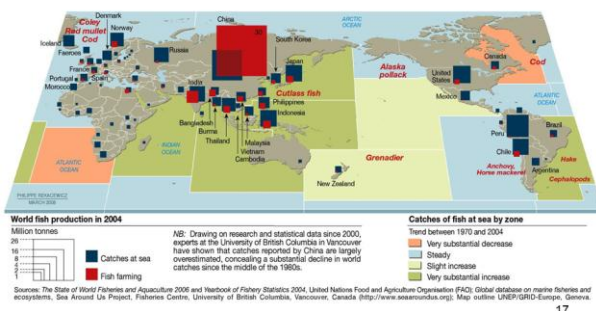 Denmark
China
ARCTIC
OCEAN
Coley
Red mullet
Cod
Norway
30
South Korea
Iceland
Faeroes
Russia
Japan
Canada
Cod
France
Alaska
pollack
United
States
Portugal
Spain
Morocco
India
Cutlass fish
Mexico
ATLANTIC
OCEAN
Philippines
Indonesia
Bangladesh
Burma
Thailand
Malaysia
Vietnam
Cambodia
Peru
Brazil
INDIAN
OCEAN
ATLANTIC
OCEAN
Grenadier
Chile
Hake
Anchovy,
Horse mackerel
Argentina
Cephalopods
New Zealand
PHILIPPE REKACEWICZ
MARCH 2008
World fish production in 2004
Million tonnes
26
16
8
4
2
1
Catches at sea
Fish farming
NB: Drawing on research and statistical data since 2000,
experts at the University of British Columbia in Vancouver
have shown that catches reported by China are largely
overestimated, concealing a substantial decline in world
catches since the middle of the 1980s.
Catches of fish at sea by zone
Trend between 1970 and 2004
Very substantial decrease
Steady
Slight increase
Very substantial increase
Sources: The State of World Fisheries and Aquaculture 2006 and Yearbook of Fishery Statistics 2004, United Nations Food and Agriculture Organisation (FAO); Global database on marine fisheries and
ecosystems, Sea Around Us Project, Fisheries Centre, University of British Columbia, Vancouver, Canada (http://www.seaaroundus.org); Map outline UNEP/GRID-Europe, Geneva.
17